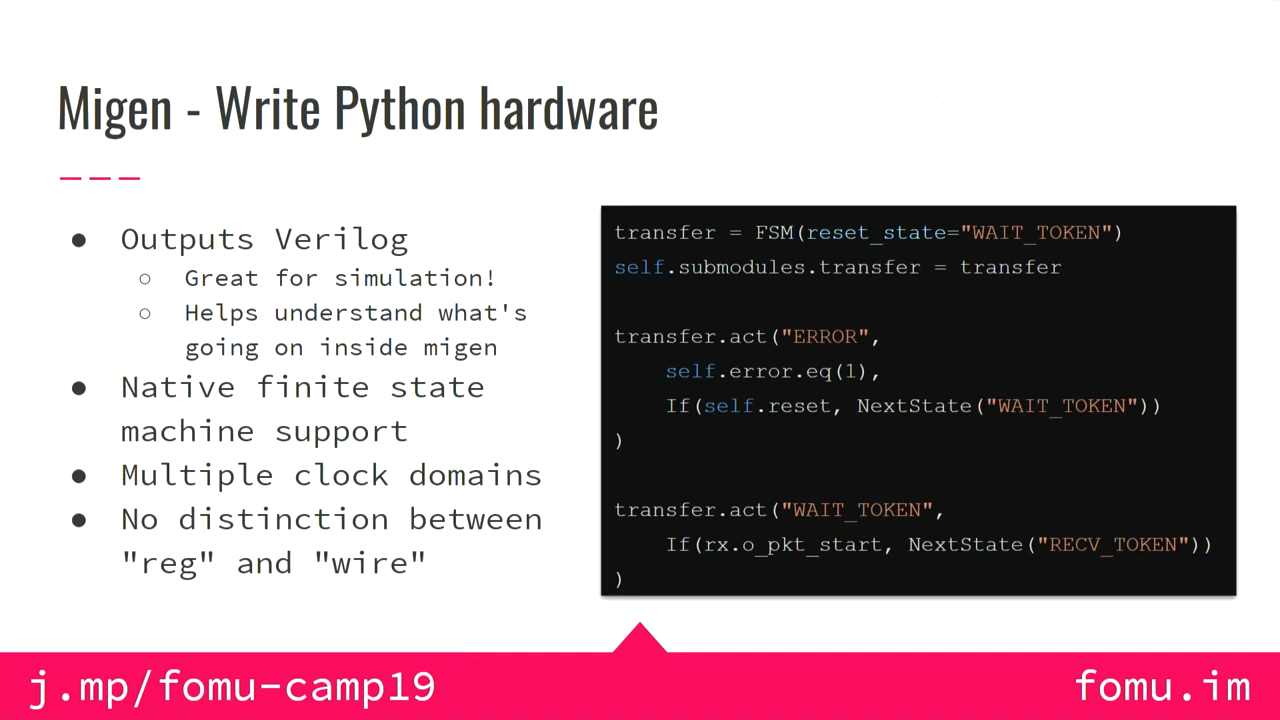 Migen - Write Python hardware
● Outputs Verilog
○ Great for simulation!
○ Helps understand what's
going on inside migen
● Native finite state
machine support
● Multiple clock domains
● No distinction between
"reg" and "wire"
transfer = FSM(reset_state="WAIT_TOKEN")
self.submodules.transfer = transfer
transfer.act("ERROR",
    self.error.eq(1),
    If(self.reset, NextState("WAIT_TOKEN"))
)
transfer.act("WAIT_TOKEN",
    If(rx.o_pkt_start, NextState("RECV_TOKEN"))
)
j.mp/fomu-camp19
fomu.im